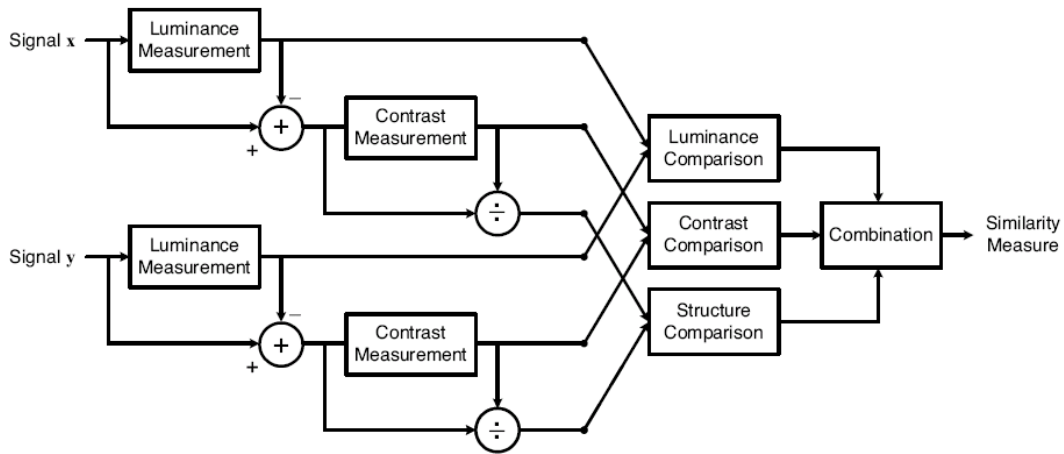 Signal x
Luminance
Measurement
−
+
+
Contrast
Measurement
÷
Luminance
Comparison
Signal y
Luminance
Measurement
Contrast
Comparison
Combination
Similarity
Measure
−
+
+
Contrast
Measurement
Structure
Comparison
÷